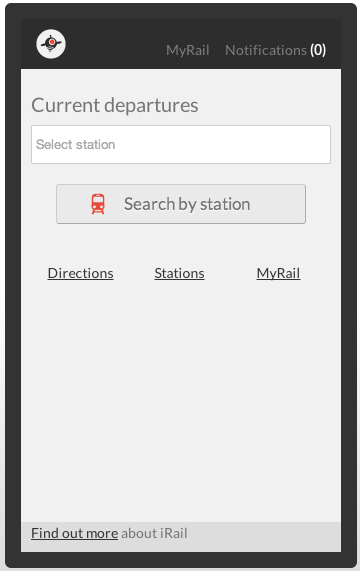 MyRail Notifications (0)
Current departures
Select station
Search by station
Directions Stations MyRail
Find out more about iRail